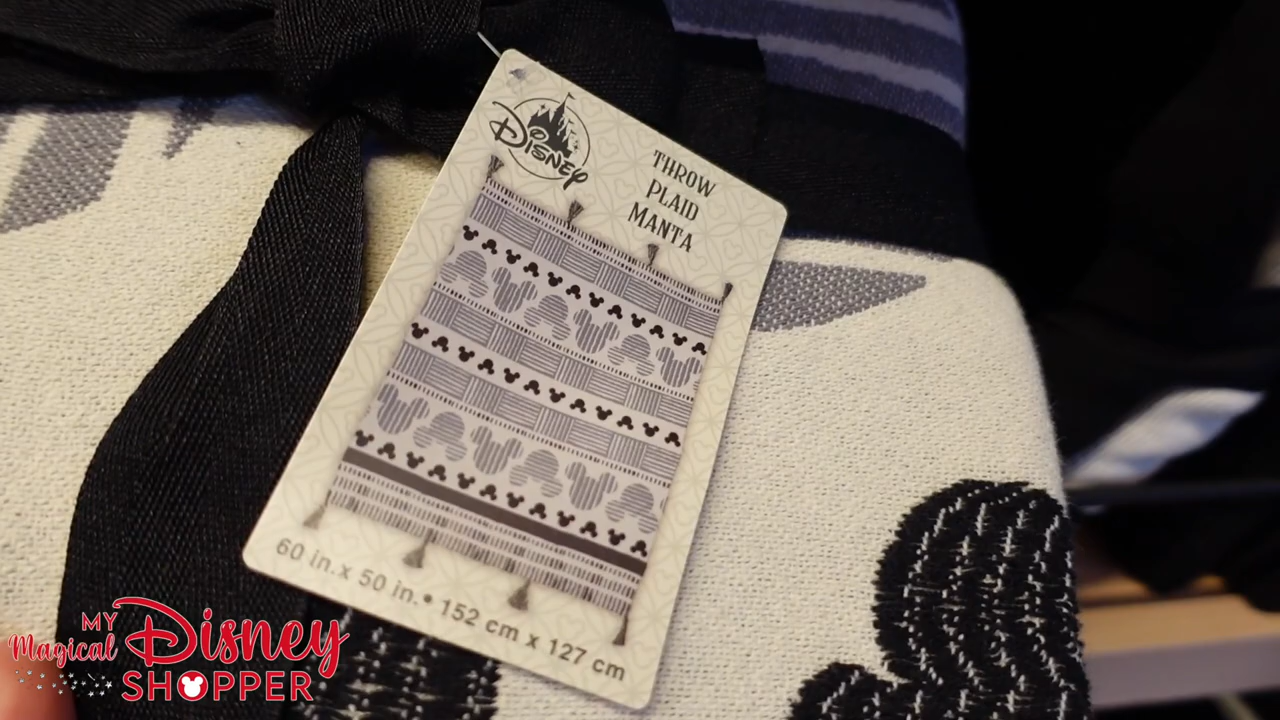 Disney
THROW
PLAID
MANTA
60 in. x 50 in. • 152 cm x 127 cm
MY
Magical Disney
SHOPPER